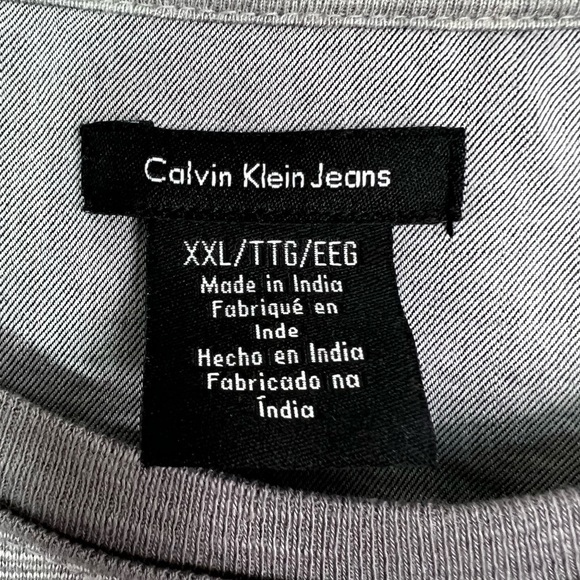 Calvin Klein Jeans
XXL/TTG/EEG
Made in India
Fabriqué en
Inde
Hecho en India
Fabricado na
Índia